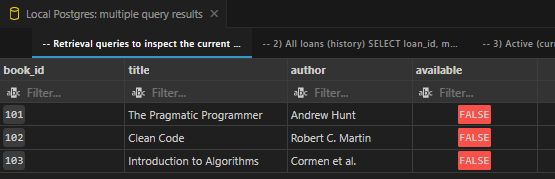 Local Postgres: multiple query results
-- Retrieval queries to inspect the current ... -- 2) All loans (history) SELECT loan_id, m... -- 3) Active (cur
book_id title author available
Filter... Filter... Filter... Filter...
101 The Pragmatic Programmer Andrew Hunt FALSE
102 Clean Code Robert C. Martin FALSE
103 Introduction to Algorithms Cormen et al. FALSE